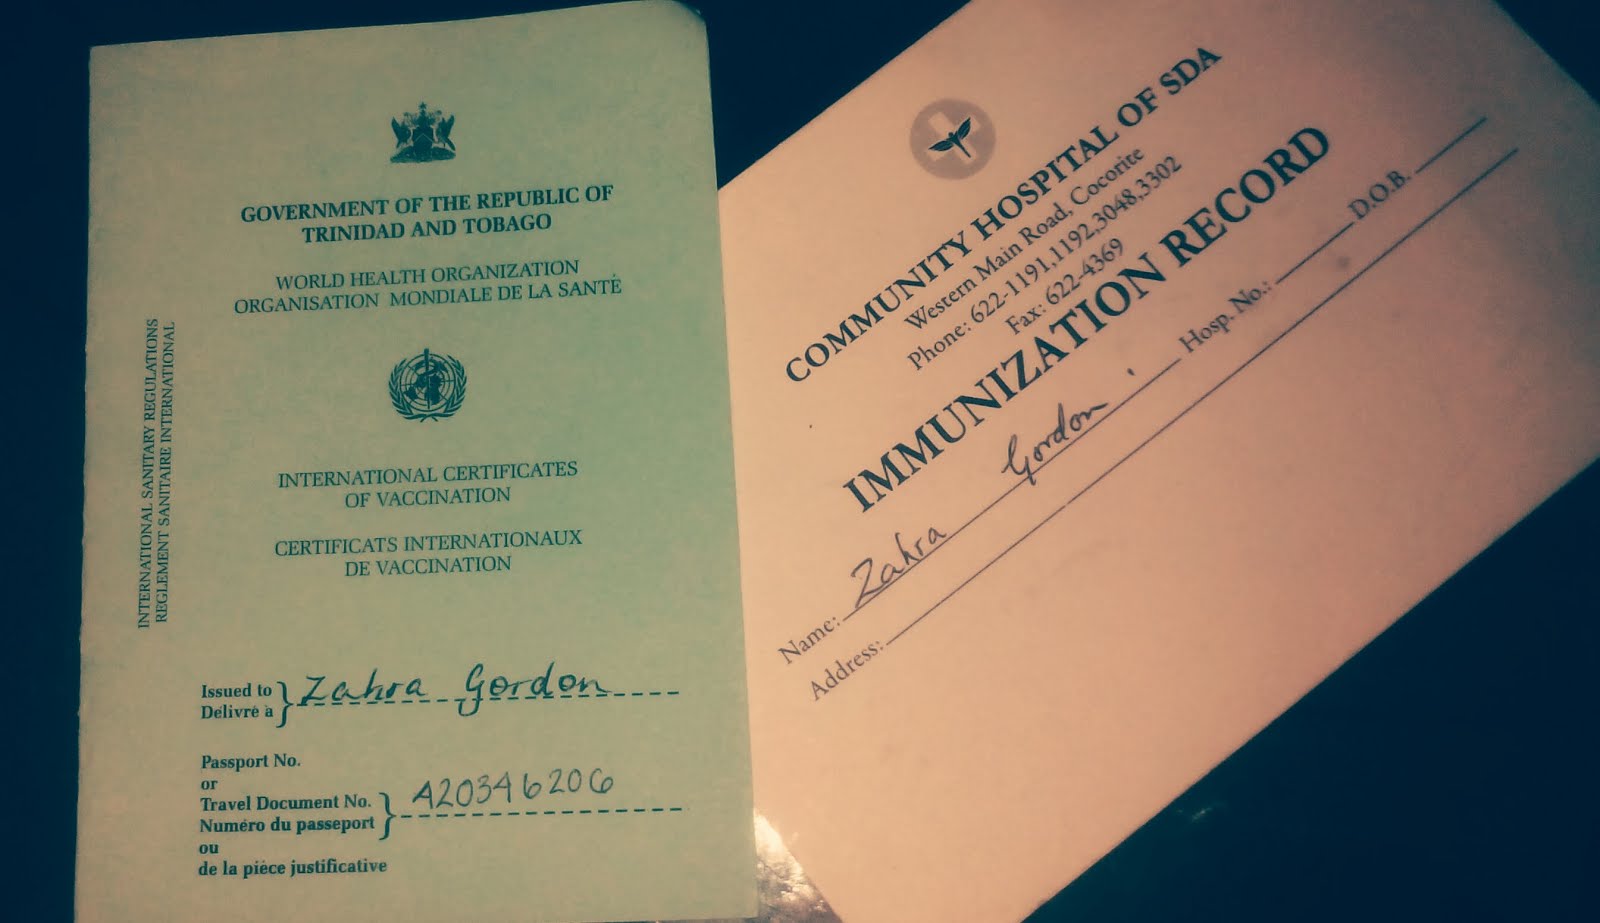 GOVERNMENT OF THE REPUBLIC OF
TRINIDAD AND TOBAGO
WORLD HEALTH ORGANIZATION
ORGANISATION MONDIALE DE LA SANTÉ
INTERNATIONAL SANITARY REGULATIONS
REGLEMENT SANITAIRE INTERNATIONAL
INTERNATIONAL CERTIFICATES
OF VACCINATION
CERTIFICATS INTERNATIONAUX
DE VACCINATION
Issued to
Délivré à
Zahra Gordon
Passport No.
or
Travel Document No.
Numéro du passeport
ou
de la pièce justificative
A20346206
COMMUNITY HOSPITAL OF SDA
Western Main Road, Cocorite
Phone: 622-1191,1192,3048,3302
Fax: 622-4369
IMMUNIZATION RECORD
Name: Zahra Gordon Hosp. No.: D.O.B.
Address: